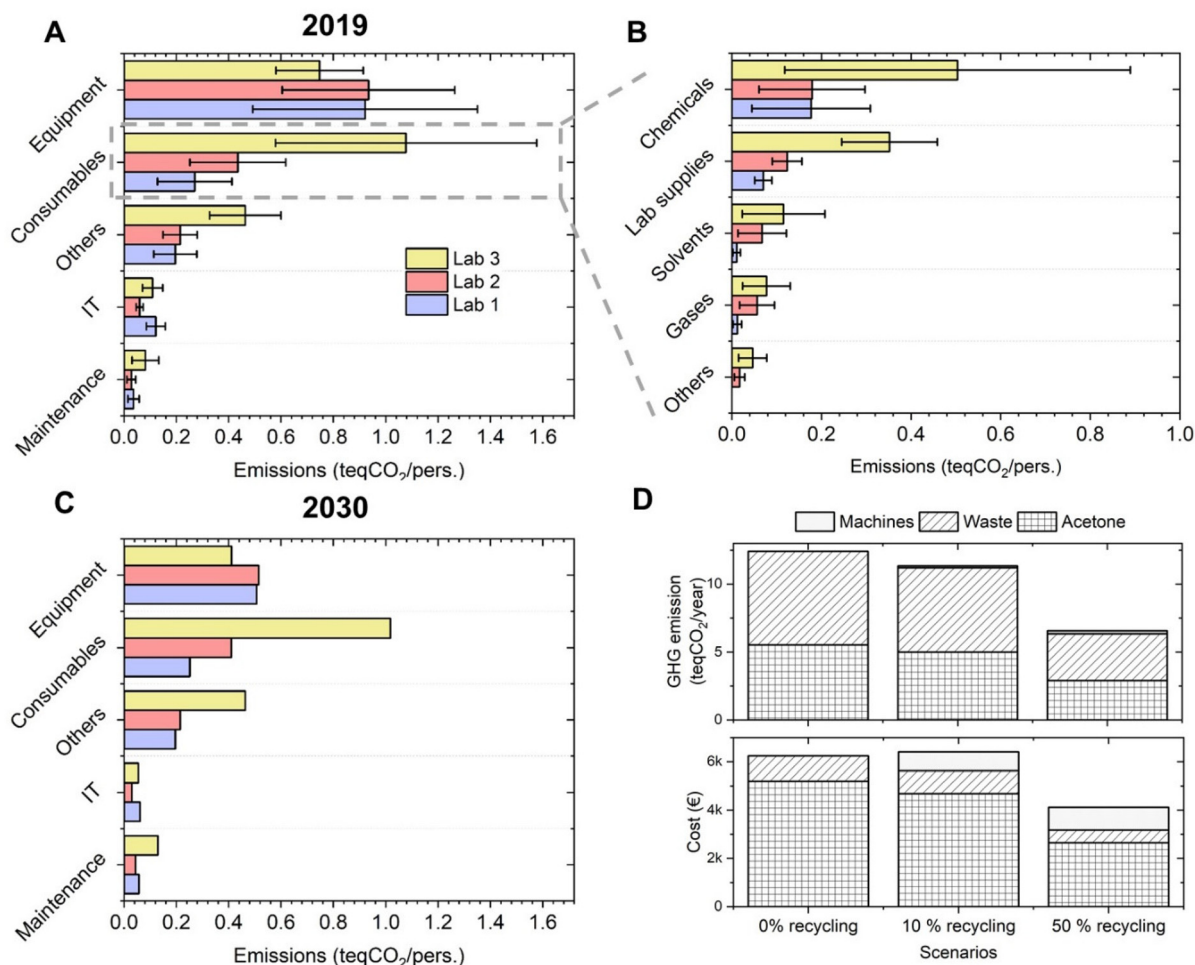 A
2019
Equipment
Consumables
Others
IT
Maintenance
Lab 3
Lab 2
Lab 1
0.0 0.2 0.4 0.6 0.8 1.0 1.2 1.4 1.6
Emissions (teqCO2/pers.)
B
Chemicals
Lab supplies
Solvents
Gases
Others
0.0 0.2 0.4 0.6 0.8 1.0
Emissions (teqCO2/pers.)
C
2030
Equipment
Consumables
Others
IT
Maintenance
0.0 0.2 0.4 0.6 0.8 1.0 1.2 1.4 1.6
Emissions (teqCO2/pers.)
D
Machines Waste Acetone
GHG emission
(teqCO2/year)
10
5
0
Cost (€)
6k
4k
2k
0
0% recycling 10 % recycling 50 % recycling
Scenarios